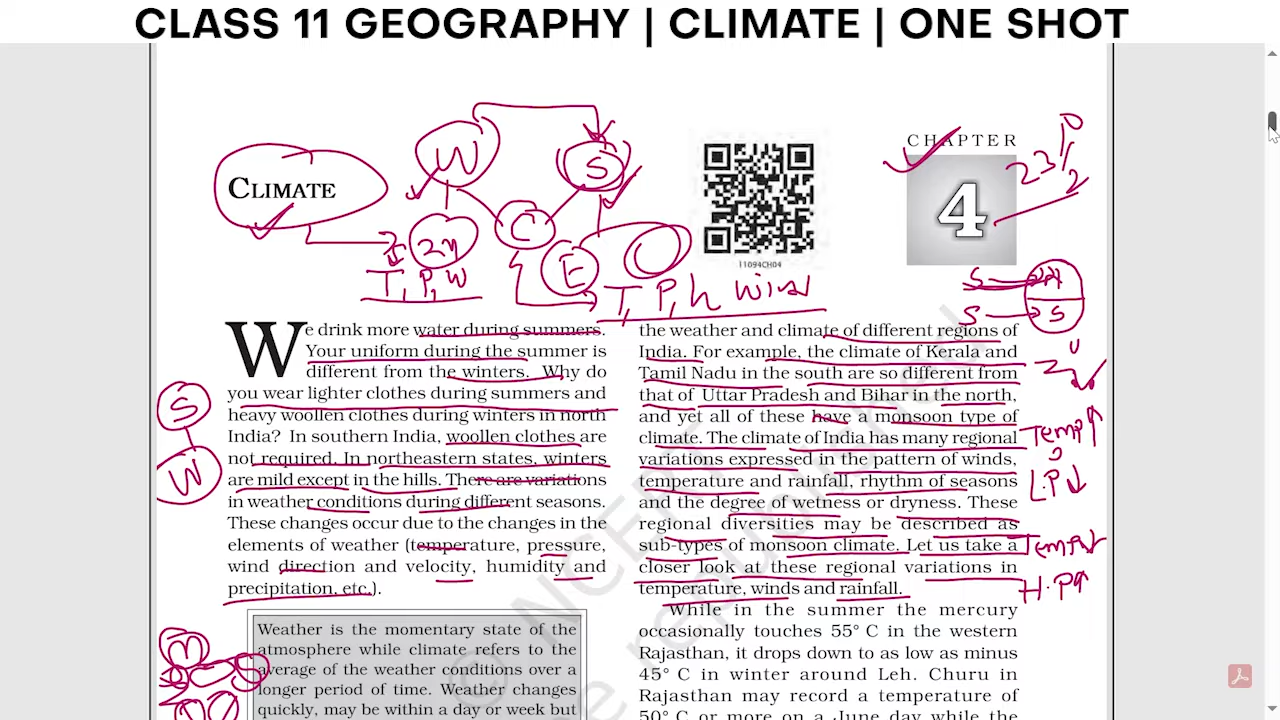 CLASS 11 GEOGRAPHY | CLIMATE | ONE SHOT
CHAPTER
4
CLIMATE
W
S
C
E
T, P, W
T, P, h Wind
11094CH04
We drink more water during summers.
Your uniform during the summer is
different from the winters. Why do
you wear lighter clothes during summers and
heavy woollen clothes during winters in north
India? In southern India, woollen clothes are
not required. In northeastern states, winters
are mild except in the hills. There are variations
in weather conditions during different seasons.
These changes occur due to the changes in the
elements of weather (temperature, pressure,
wind direction and velocity, humidity and
precipitation, etc.).
S
W
Weather is the momentary state of the
atmosphere while climate refers to the
average of the weather conditions over a
longer period of time. Weather changes
quickly, may be within a day or week but
the weather and climate of different regions of
India. For example, the climate of Kerala and
Tamil Nadu in the south are so different from
that of Uttar Pradesh and Bihar in the north,
and yet all of these have a monsoon type of
climate. The climate of India has many regional
variations expressed in the pattern of winds,
temperature and rainfall, rhythm of seasons
and the degree of wetness or dryness. These
regional diversities may be described as
sub-types of monsoon climate. Let us take a
closer look at these regional variations in
temperature, winds and rainfall.
While in the summer the mercury
occasionally touches 55° C in the western
Rajasthan, it drops down to as low as minus
45° C in winter around Leh. Churu in
Rajasthan may record a temperature of
50° C or more on a June day while the
S
S
S
Temp↑
L.P↓
Temp↓
H.P↑
© NCERT